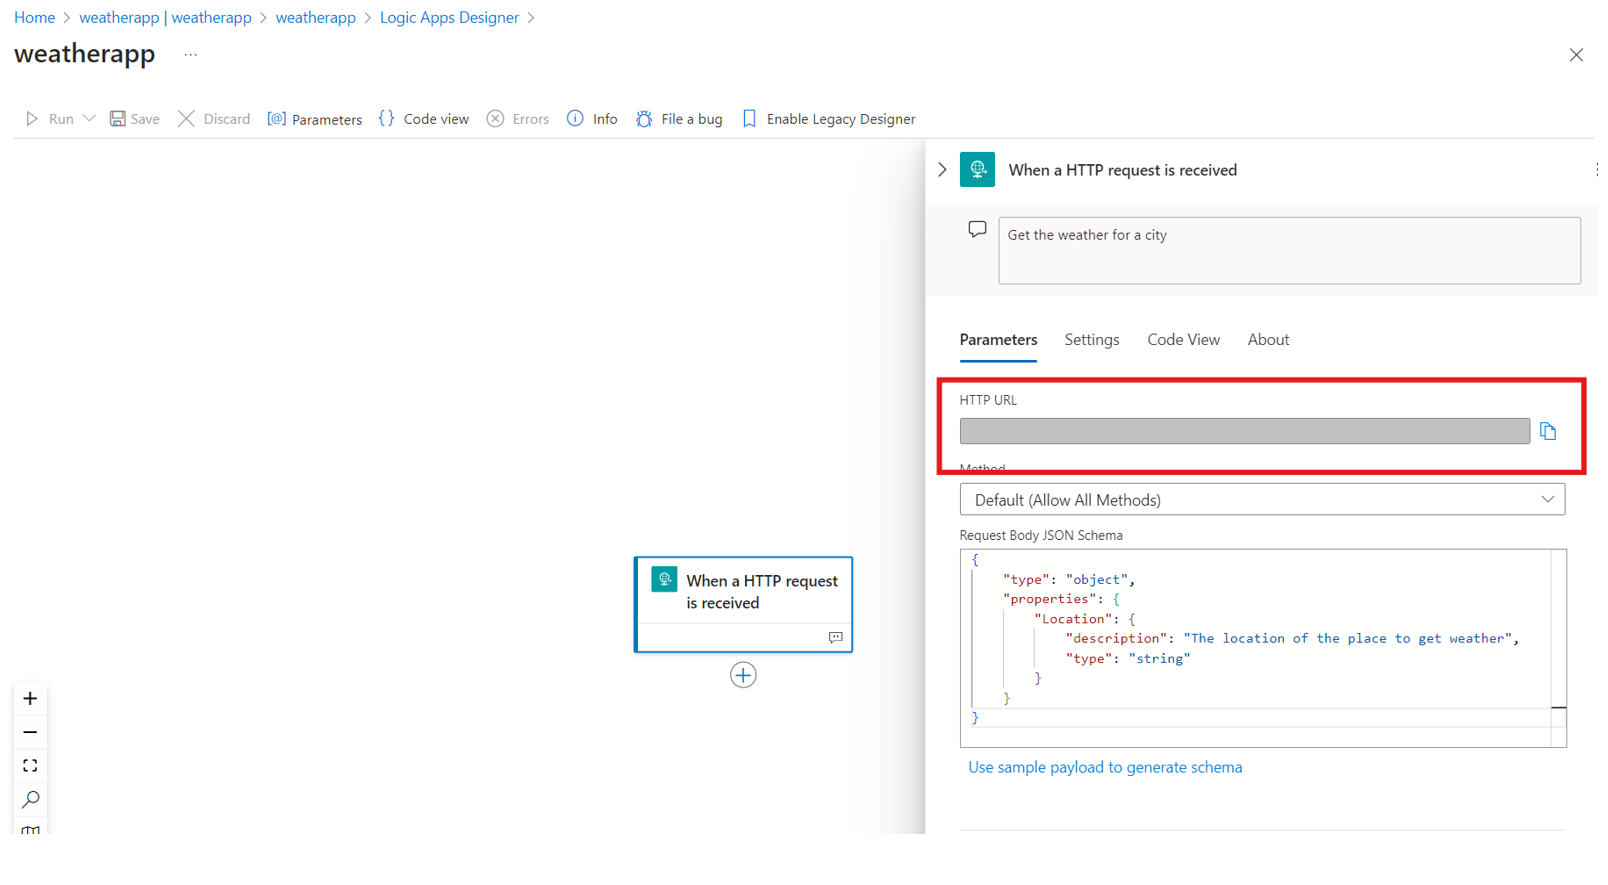 Home > weatherapp | weatherapp > weatherapp > Logic Apps Designer >
weatherapp ...
Run Save Discard [@] Parameters {} Code view Errors Info File a bug Enable Legacy Designer
When a HTTP request is received
Get the weather for a city
Parameters Settings Code View About
HTTP URL
Method
Default (Allow All Methods)
Request Body JSON Schema
{
"type": "object",
"properties": {
"Location": {
"description": "The location of the place to get weather",
"type": "string"
}
}
}
Use sample payload to generate schema
When a HTTP request
is received